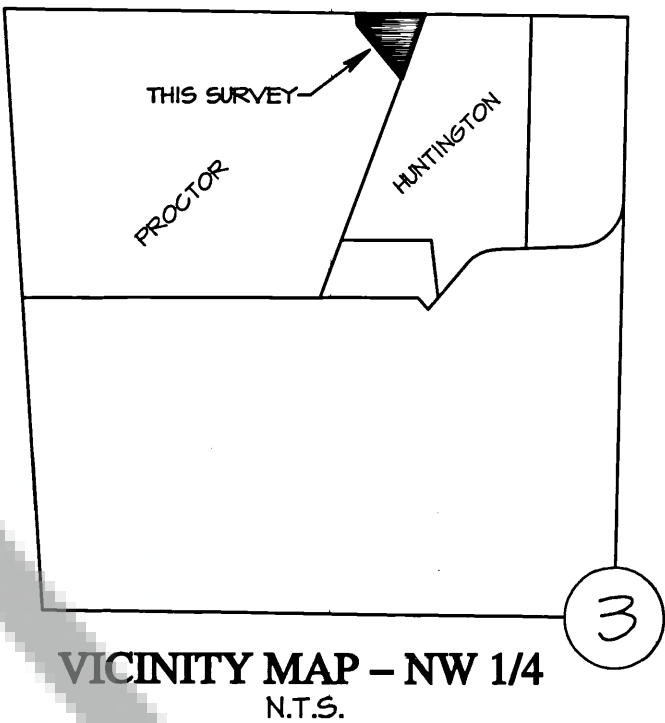 THIS SURVEY
HUNTINGTON
PROCTOR
3
VICINITY MAP – NW 1/4
N.T.S.